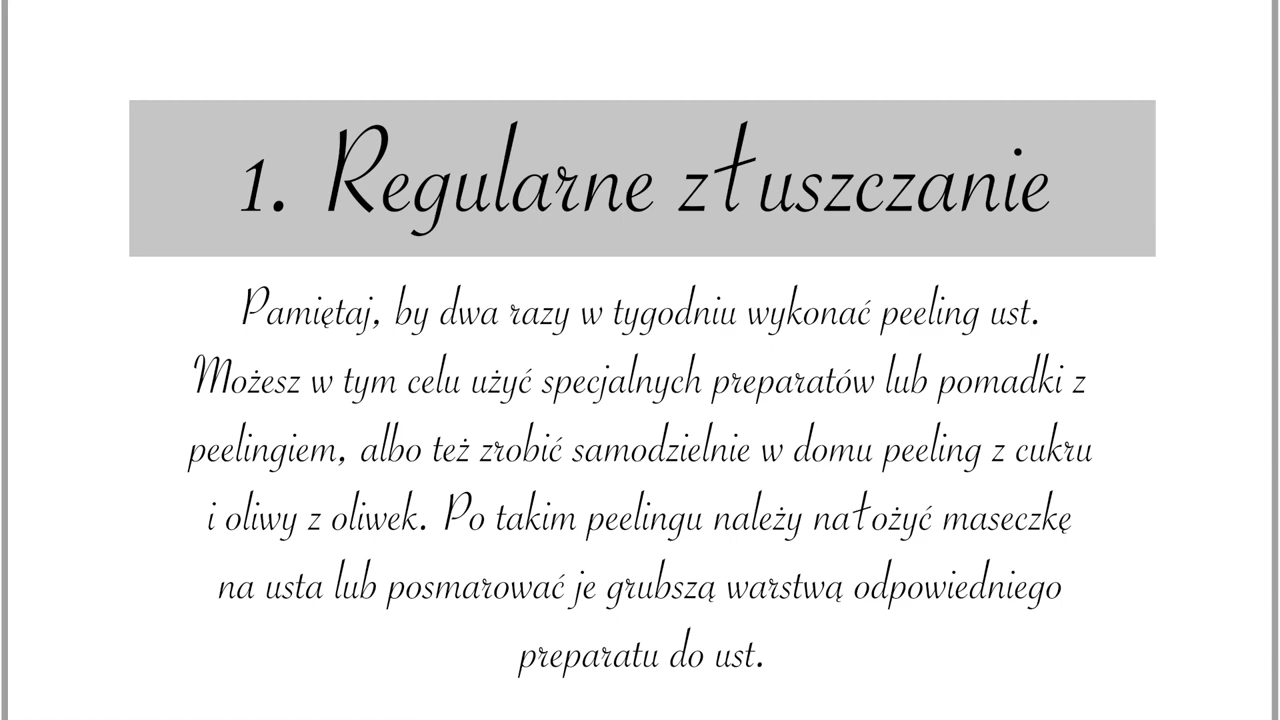 1. Regularne złuszczanie
Pamiętaj, by dwa razy w tygodniu wykonać peeling ust.
Możesz w tym celu użyć specjalnych preparatów lub pomadki z
peelingiem, albo też zrobić samodzielnie w domu peeling z cukru
i oliwy z oliwek. Po takim peelingu należy nałożyć maseczkę
na usta lub posmarować je grubszą warstwą odpowiedniego
preparatu do ust.